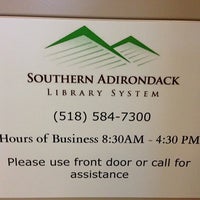 SOUTHERN ADIRONDACK
LIBRARY SYSTEM
(518) 584-7300
Hours of Business 8:30AM - 4:30 PM
Please use front door or call for
assistance